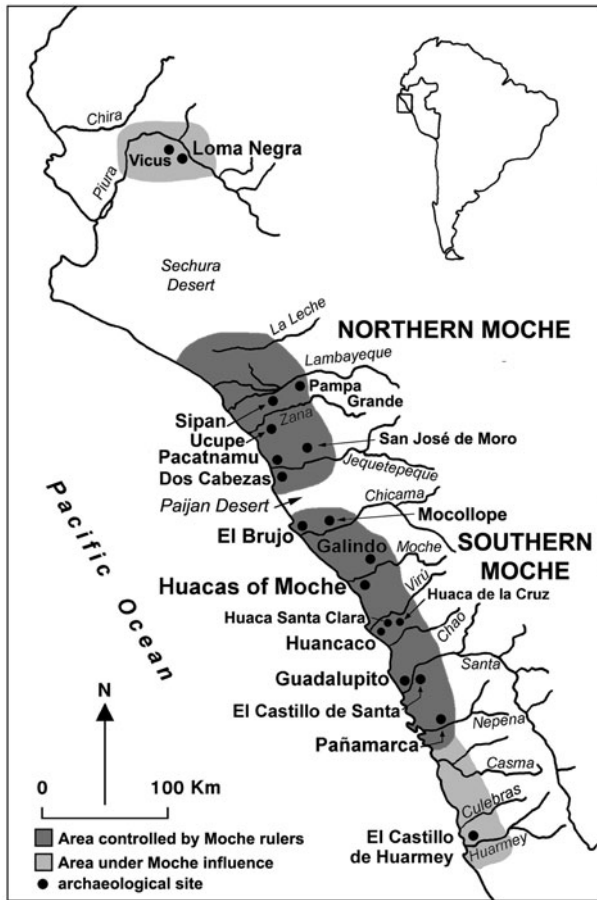 Chira
Loma Negra
Vicus
Piura
Sechura
Desert
La Leche
NORTHERN MOCHE
Lambayeque
Pampa
Grande
Sipan
Zana
Ucupe
San José de Moro
Pacatnamu
Jequetepeque
Dos Cabezas
Chicama
Paijan Desert
Mocollope
El Brujo
Galindo
Moche
SOUTHERN
MOCHE
Huacas of Moche
Virú
Huaca de la Cruz
Huaca Santa Clara
Chao
Huancaco
Santa
Guadalupito
El Castillo de Santa
Nepena
Pañamarca
Casma
Culebras
El Castillo
de Huarmey
Huarmey
Pacific Ocean
N
0 100 Km
Area controlled by Moche rulers
Area under Moche influence
archaeological site